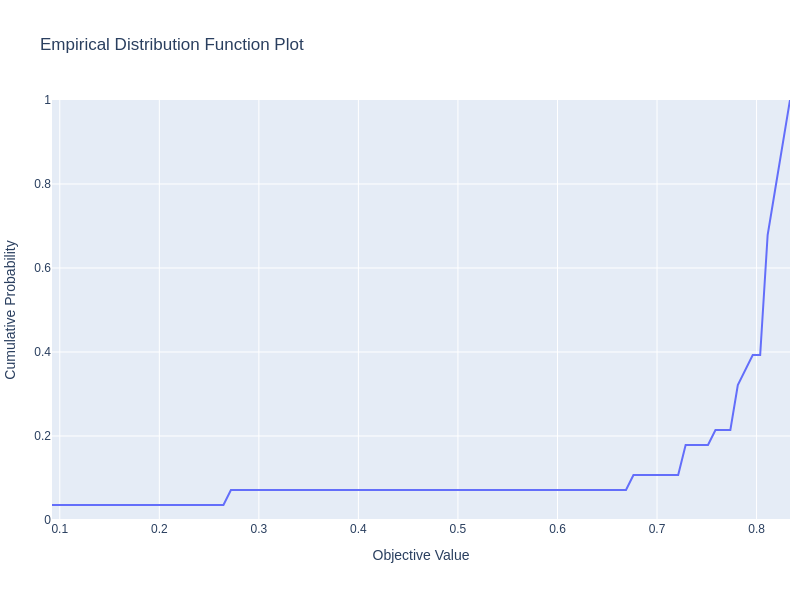 Empirical Distribution Function Plot
Cumulative Probability
1
0.8
0.6
0.4
0.2
0
0.1 0.2 0.3 0.4 0.5 0.6 0.7 0.8
Objective Value